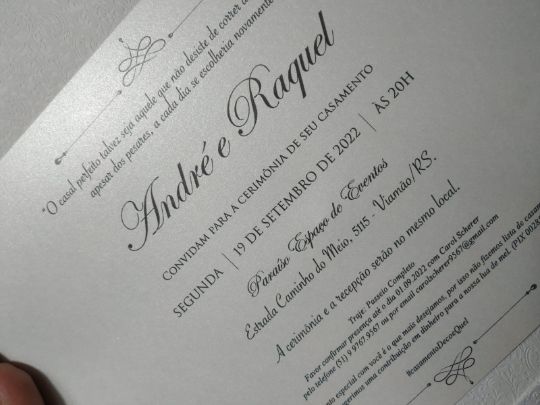 "O casal perfeito talvez seja aquele que não desiste de correr
apesar dos pesares, a cada dia se escolheria novamente
André e Raquel
CONVIDAM PARA A CERIMÔNIA DE SEU CASAMENTO
SEGUNDA | 19 DE SETEMBRO DE 2022 | ÀS 20H
Paraíso Espaço de Eventos
Estrada Caminho do Meio, 5115 - Viamão/RS.
A cerimônia e a recepção serão no mesmo local.
Traje: Passeio Completo
Favor confirmar presença até o dia 01.09.2022 com Carol Scherer
pelo telefone (51) 9 9767.9567 ou por email carolscherer9567@gmail.com
especial com você é o que mais desejamos, por isso não fizemos lista de
uma contribuição em dinheiro para a nossa lua de mel. (PIX